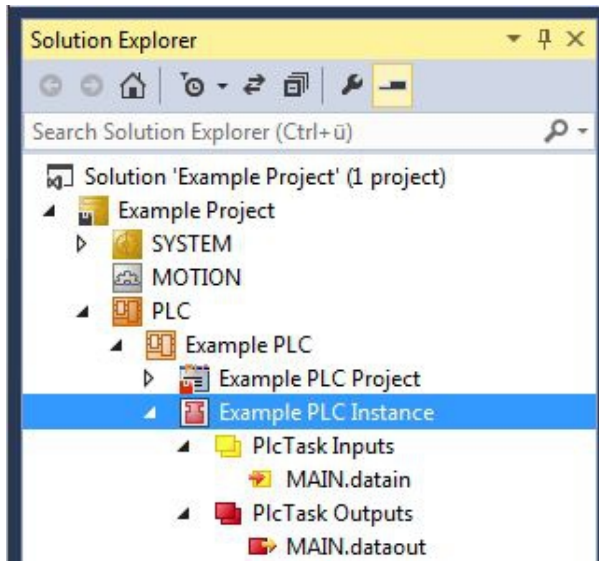 Solution Explorer
Search Solution Explorer (Ctrl+ü)
Solution 'Example Project' (1 project)
Example Project
SYSTEM
MOTION
PLC
Example PLC
Example PLC Project
Example PLC Instance
PlcTask Inputs
MAIN.datain
PlcTask Outputs
MAIN.dataout